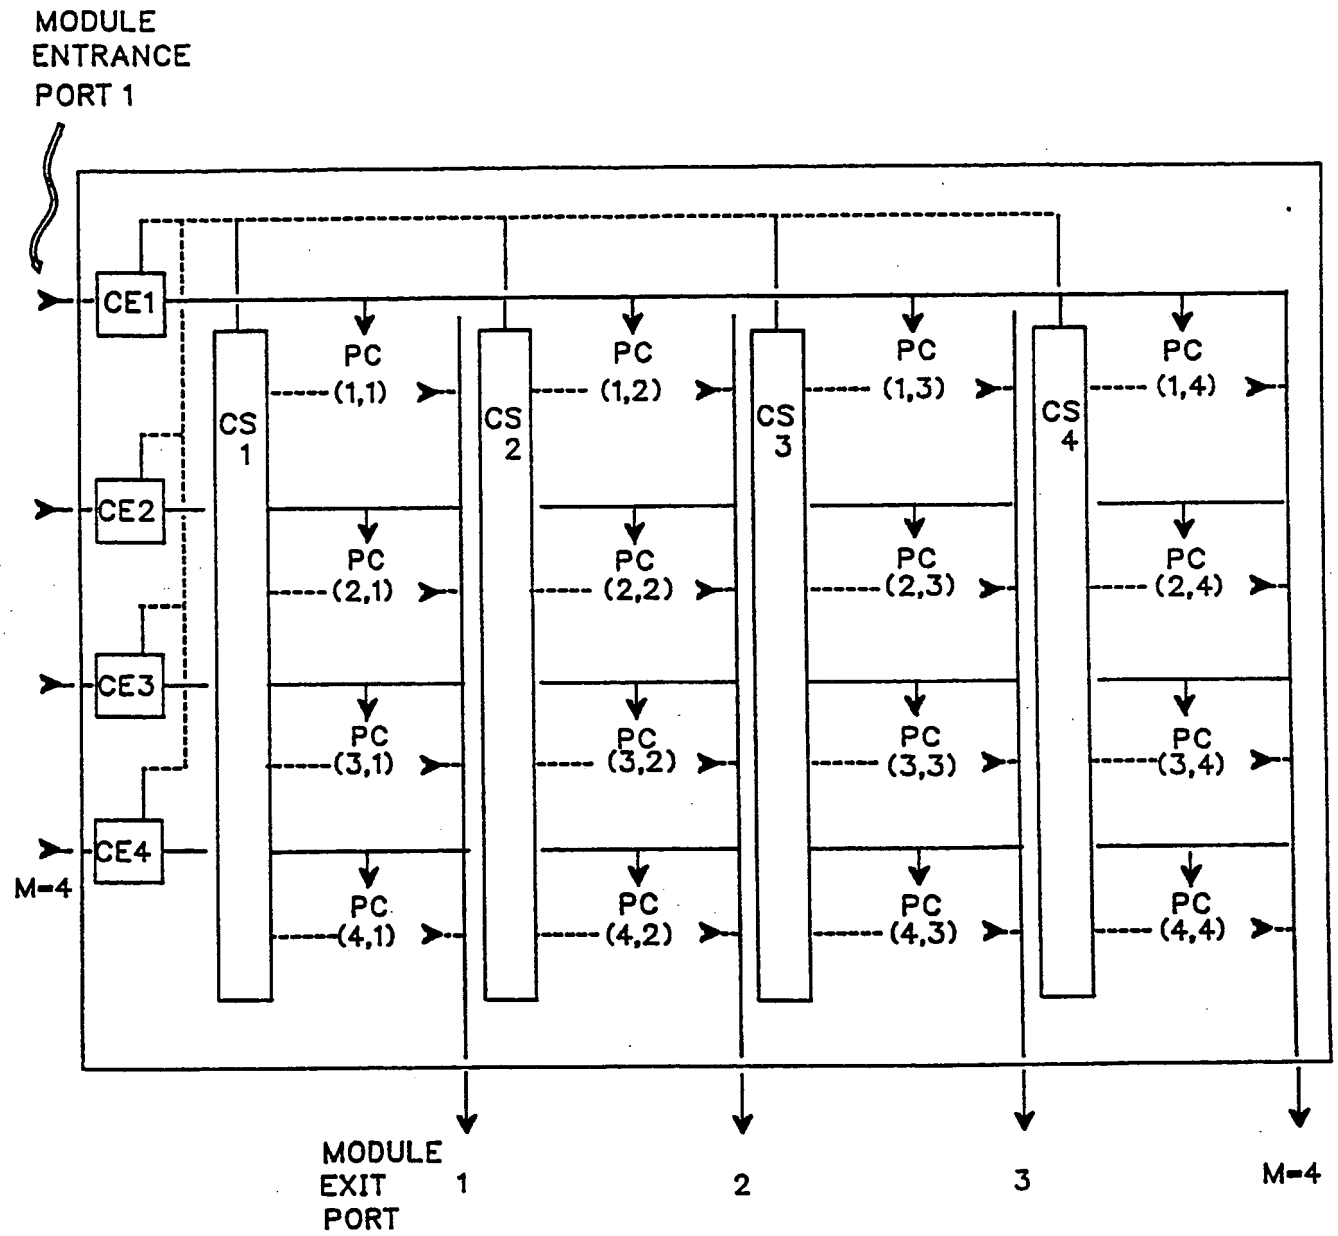 MODULE
ENTRANCE
PORT 1
CE1
PC
(1,1)
PC
(1,2)
PC
(1,3)
PC
(1,4)
CS
1
CS
2
CS
3
CS
4
CE2
PC
(2,1)
PC
(2,2)
PC
(2,3)
PC
(2,4)
CE3
PC
(3,1)
PC
(3,2)
PC
(3,3)
PC
(3,4)
CE4
M=4
PC
(4,1)
PC
(4,2)
PC
(4,3)
PC
(4,4)
MODULE
EXIT
PORT
1
2
3
M=4